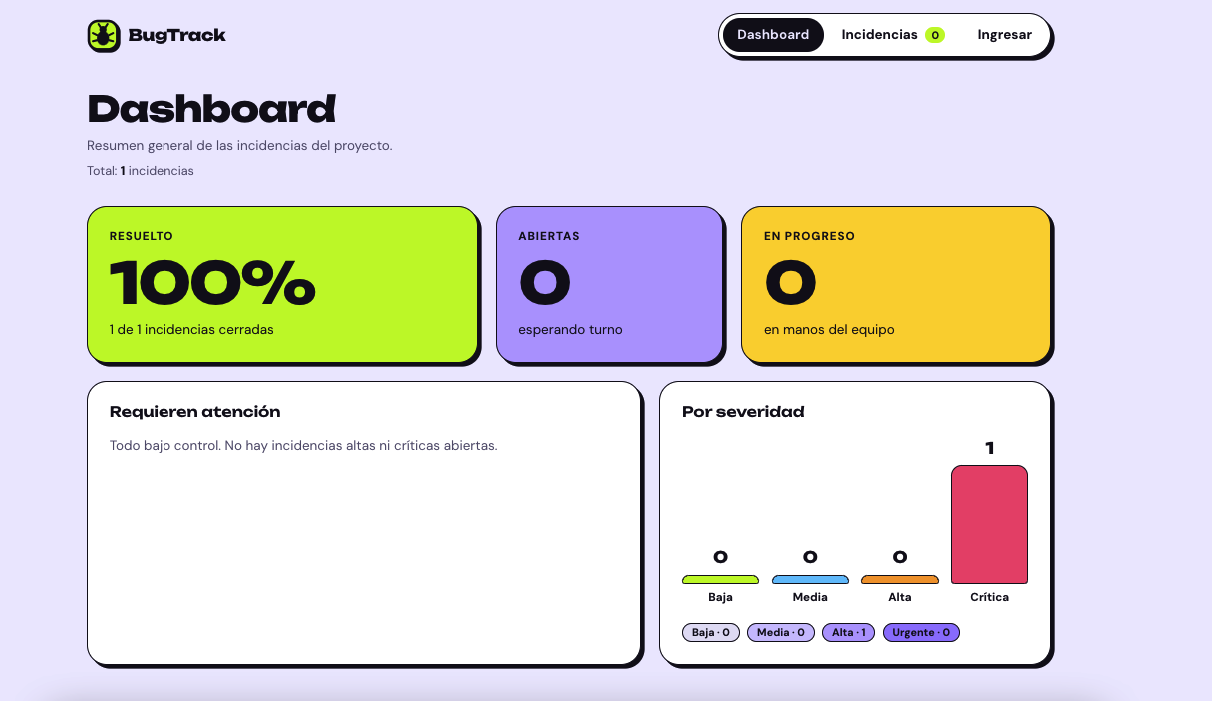 BugTrack
Dashboard Incidencias 0 Ingresar
Dashboard
Resumen general de las incidencias del proyecto.
Total: 1 incidencias
RESUELTO
100%
1 de 1 incidencias cerradas
ABIERTAS
0
esperando turno
EN PROGRESO
0
en manos del equipo
Requieren atención
Todo bajo control. No hay incidencias altas ni críticas abiertas.
Por severidad
0 0 0 1
Baja Media Alta Crítica
Baja · 0 Media · 0 Alta · 1 Urgente · 0